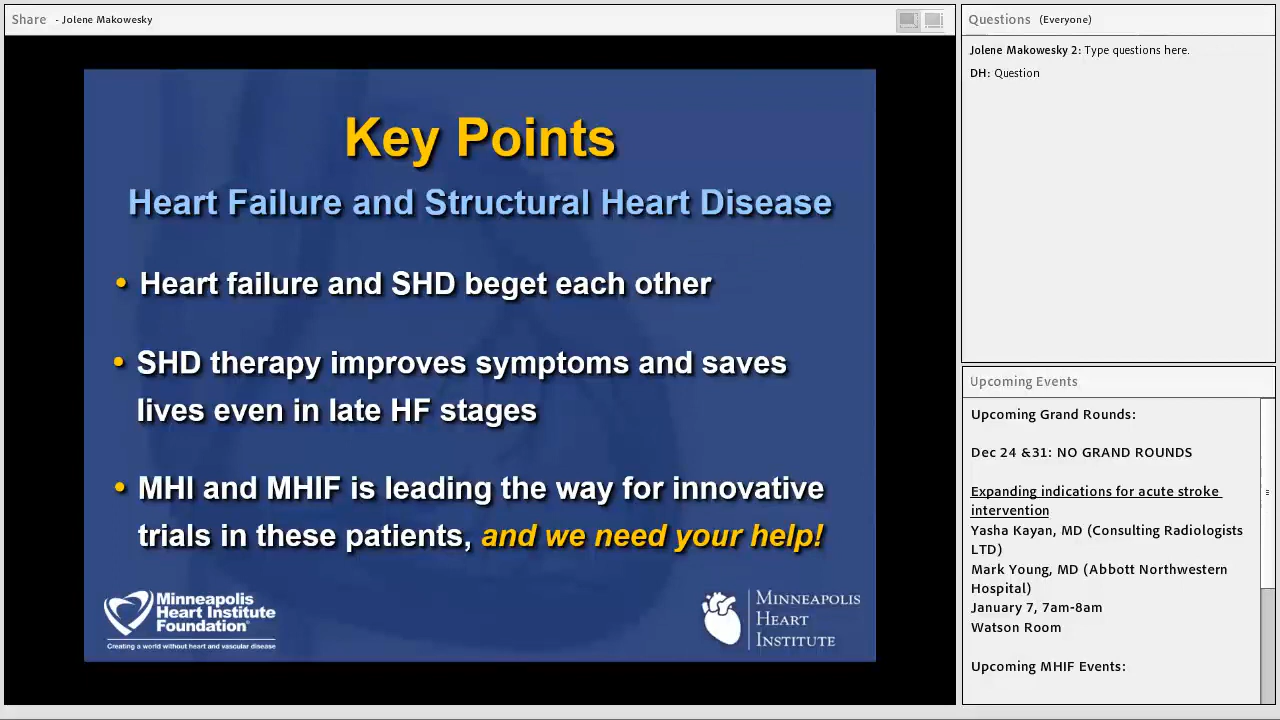 Share - Jolene Makowesky
Key Points
Heart Failure and Structural Heart Disease
• Heart failure and SHD beget each other
• SHD therapy improves symptoms and saves
lives even in late HF stages
• MHI and MHIF is leading the way for innovative
trials in these patients, and we need your help!
Minneapolis
Heart Institute
Foundation®
Creating a world without heart and vascular disease
MINNEAPOLIS
HEART
INSTITUTE
Questions (Everyone)
Jolene Makowesky 2: Type questions here.
DH: Question
Upcoming Events
Upcoming Grand Rounds:
Dec 24 &31: NO GRAND ROUNDS
Expanding indications for acute stroke
intervention
Yasha Kayan, MD (Consulting Radiologists
LTD)
Mark Young, MD (Abbott Northwestern
Hospital)
January 7, 7am-8am
Watson Room
Upcoming MHIF Events: